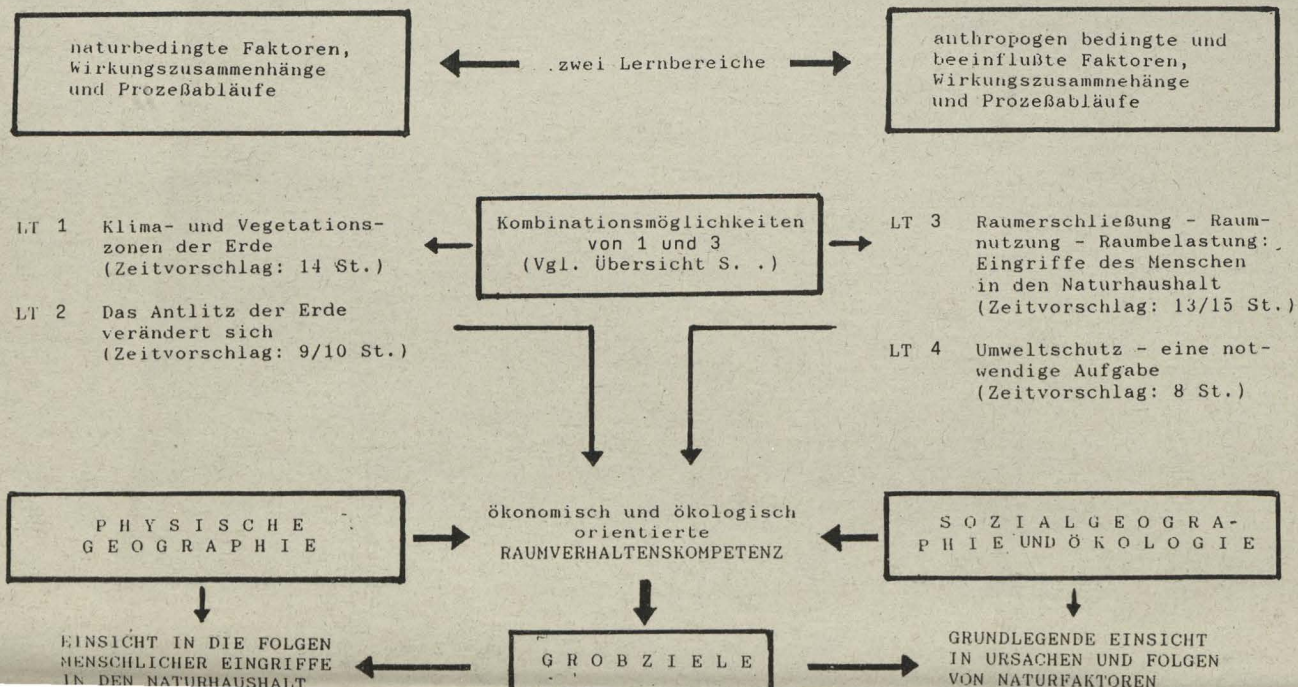 naturbedingte Faktoren,
Wirkungszusammenhänge
und Prozeßabläufe
zwei Lernbereiche
anthropogen bedingte und
beeinflußte Faktoren,
Wirkungszusammnehänge
und Prozeßabläufe
LT 1 Klima- und Vegetations-
zonen der Erde
(Zeitvorschlag: 14 St.)
LT 2 Das Antlitz der Erde
verändert sich
(Zeitvorschlag: 9/10 St.)
Kombinationsmöglichkeiten
von 1 und 3
(Vgl. Übersicht S. .)
LT 3 Raumerschließung - Raum-
nutzung - Raumbelastung:
Eingriffe des Menschen
in den Naturhaushalt
(Zeitvorschlag: 13/15 St.)
LT 4 Umweltschutz - eine not-
wendige Aufgabe
(Zeitvorschlag: 8 St.)
PHYSISCHE
GEOGRAPHIE
ökonomisch und ökologisch
orientierte
RAUMVERHALTENSKOMPETENZ
SOZIALGEOGRA-
PHIE UND ÖKOLOGIE
EINSICHT IN DIE FOLGEN
MENSCHLICHER EINGRIFFE
IN DEN NATURHAUSHALT
GROBZIELE
GRUNDLEGENDE EINSICHT
IN URSACHEN UND FOLGEN
VON NATURFAKTOREN